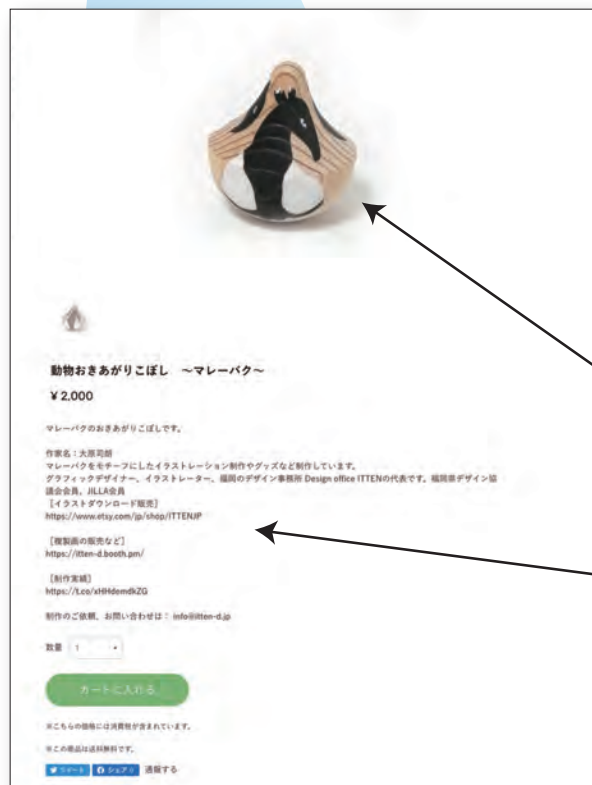 動物おきあがりこぼし　～マレーバク～
¥ 2,000
マレーバクのおきあがりこぼしです。
作家名：大原司朗
マレーバクをモチーフにしたイラストレーション制作やグッズなど制作しています。
グラフィックデザイナー、イラストレーター、福岡のデザイン事務所 Design office ITTENの代表です。福岡県デザイン協
議会会員、JILLA会員
［イラストダウンロード販売］
https://www.etsy.com/jp/shop/ITTENJP
［複製画の販売など］
https://itten-d.booth.pm/
［制作実績］
https://t.co/xHHdomdkZG
制作のご依頼、お問い合わせは： info@itten-d.jp
数量 1
カートに入れる
※こちらの価格には消費税が含まれています。
※この商品は送料無料です。
ツイート シェア 0 通報する